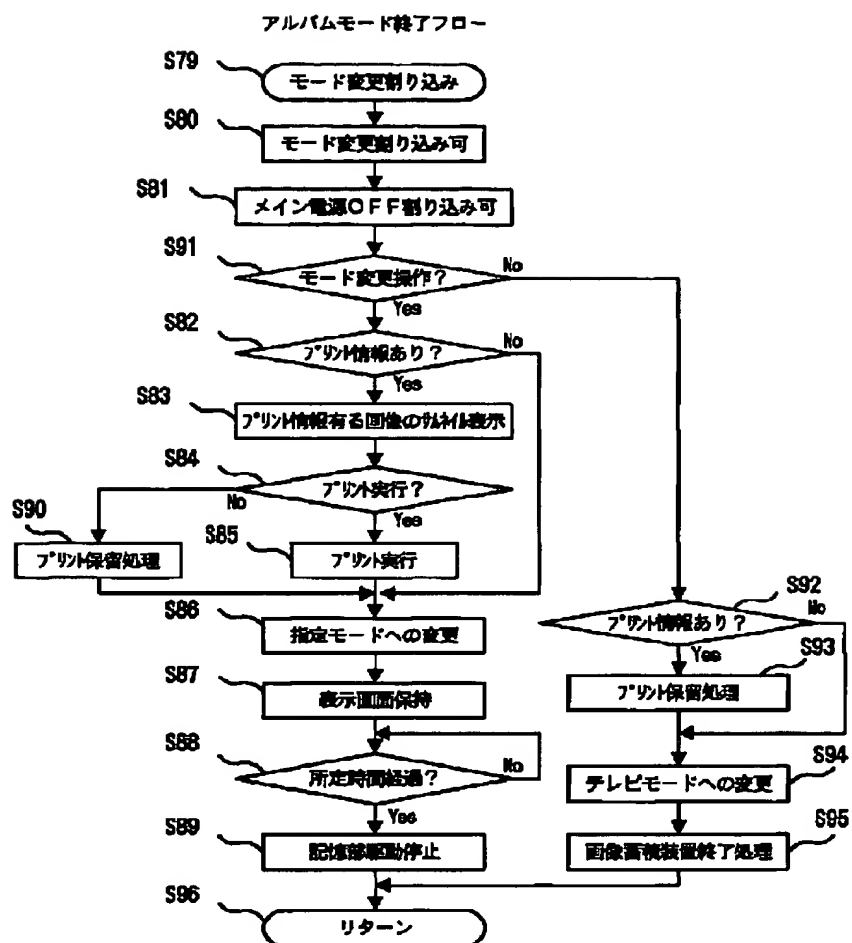 アルバムモード終了フロー
S79
モード変更割り込み
S80
モード変更割り込み可
S81
メイン電源OFF割り込み可
S91
モード変更操作?
No
Yes
S82
プリント情報あり?
No
Yes
S83
プリント情報有る画像のサムネイル表示
S84
プリント実行?
No
Yes
S90
プリント保留処理
S85
プリント実行
S86
指定モードへの変更
S87
表示画面保持
S88
所定時間経過?
No
Yes
S89
記憶部駆動停止
S92
プリント情報あり?
No
Yes
S93
プリント保留処理
S94
テレビモードへの変更
S95
画像蓄積装置終了処理
S96
リターン